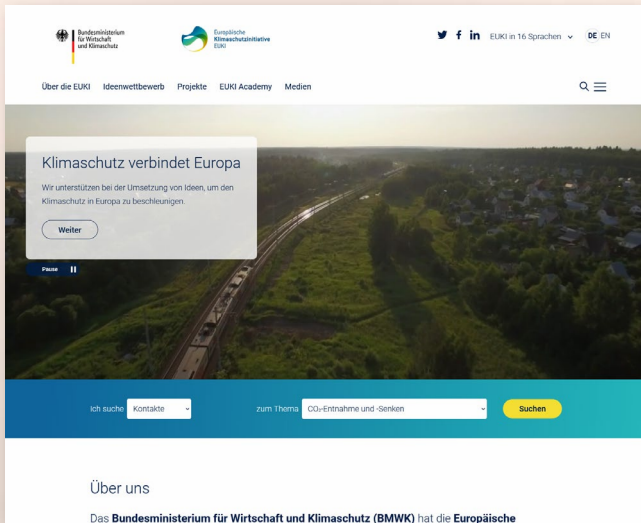 Bundesministerium
für Wirtschaft
und Klimaschutz
Europäische
Klimaschutzinitiative
EUKI
EUKI in 16 Sprachen
DE EN
Über die EUKI Ideenwettbewerb Projekte EUKI Academy Medien
Klimaschutz verbindet Europa
Wir unterstützen bei der Umsetzung von Ideen, um den
Klimaschutz in Europa zu beschleunigen.
Weiter
Pause
Ich suche Kontakte zum Thema CO₂-Entnahme und -Senken Suchen
Über uns
Das Bundesministerium für Wirtschaft und Klimaschutz (BMWK) hat die Europäische